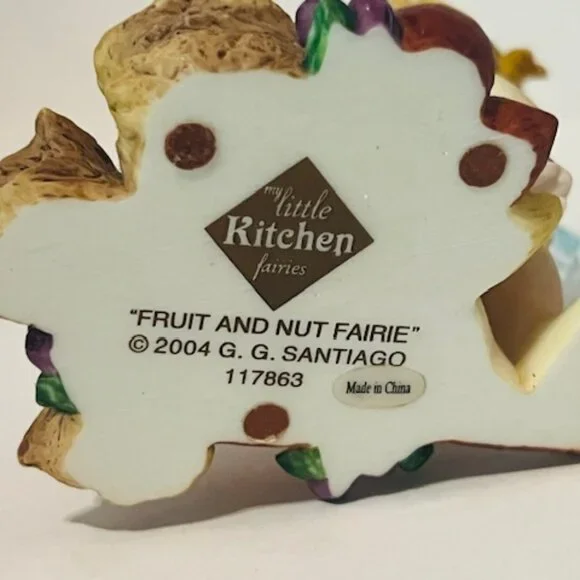 my
little
Kitchen
fairies
"FRUIT AND NUT FAIRIE"
© 2004 G. G. SANTIAGO
117863
Made in China